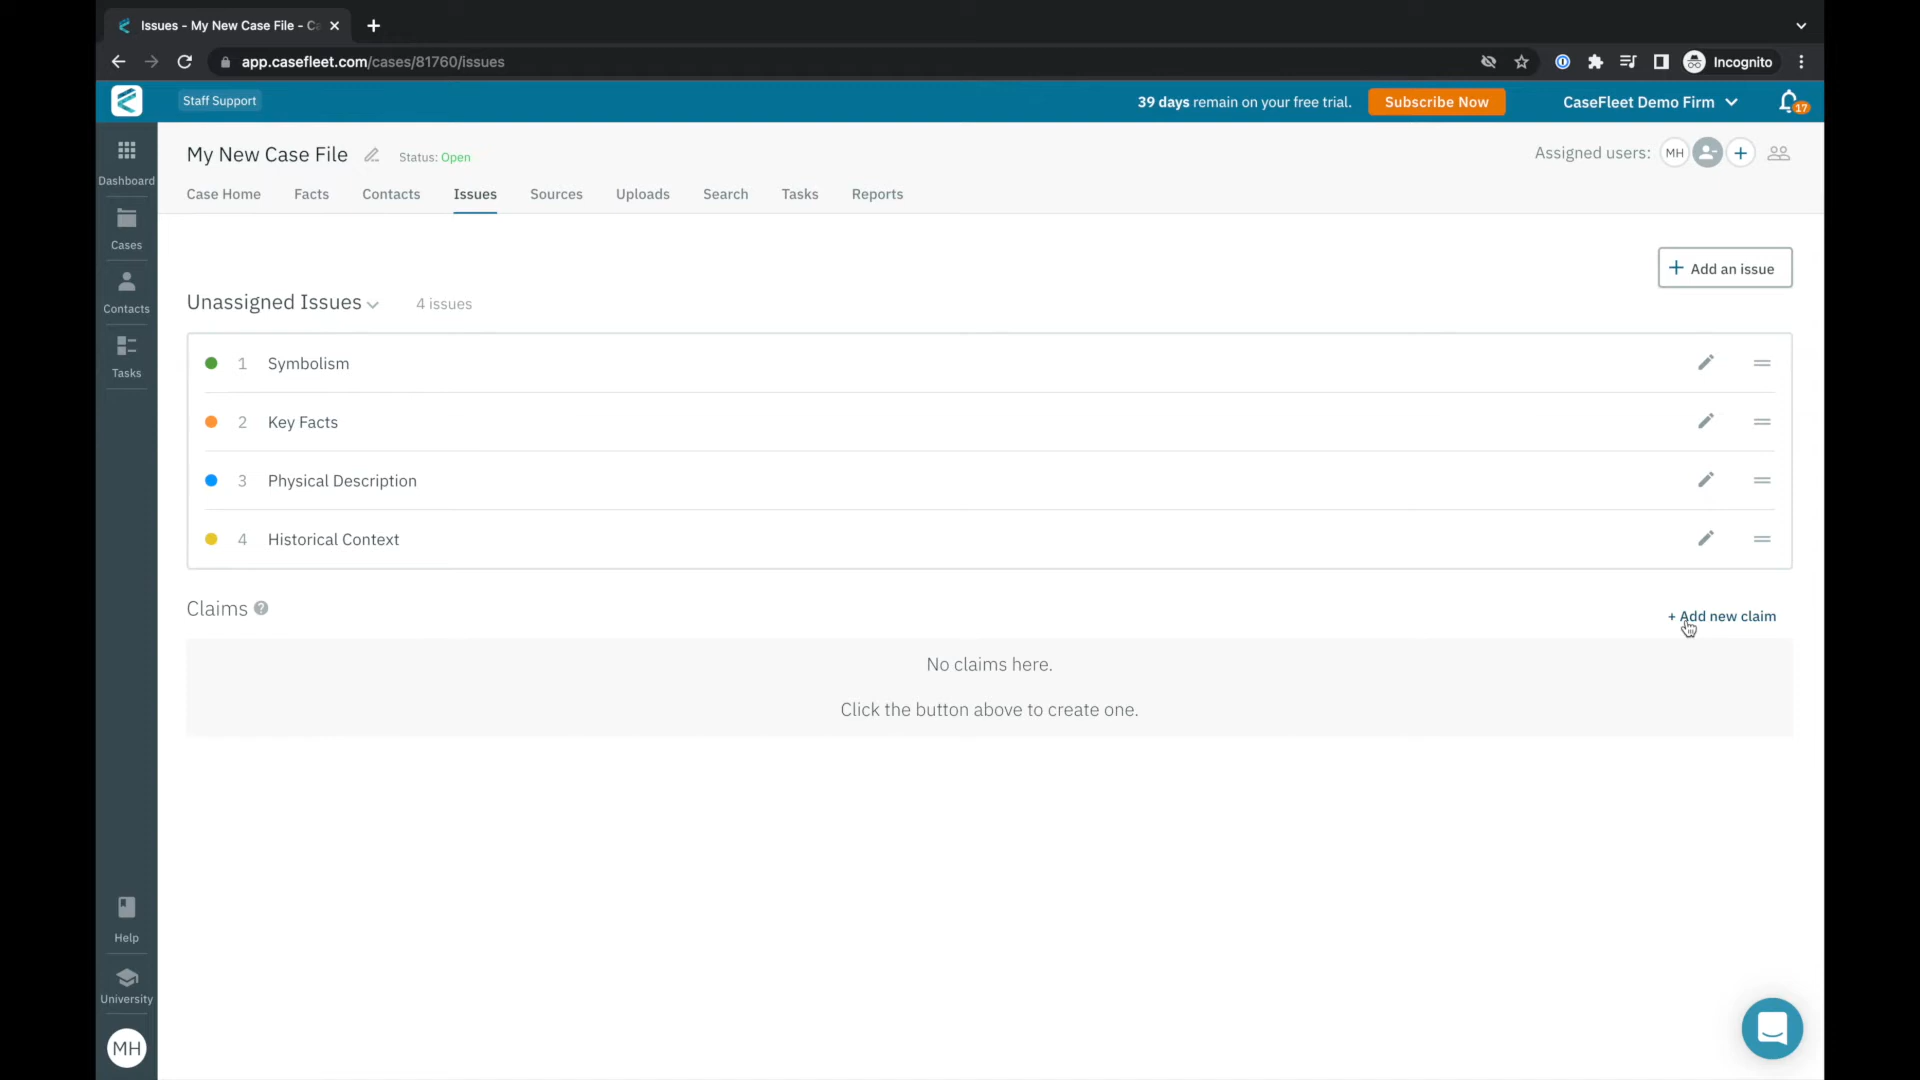 Issues - My New Case File - C
app.casefleet.com/cases/81760/issues
Incognito
Staff Support
39 days remain on your free trial.
Subscribe Now
CaseFleet Demo Firm
17
My New Case File
Status: Open
Assigned users:
MH
Case Home
Facts
Contacts
Issues
Sources
Uploads
Search
Tasks
Reports
Dashboard
Cases
Contacts
Tasks
Help
University
MH
+ Add an issue
Unassigned Issues
4 issues
1 Symbolism
2 Key Facts
3 Physical Description
4 Historical Context
Claims ?
+ Add new claim
No claims here.
Click the button above to create one.